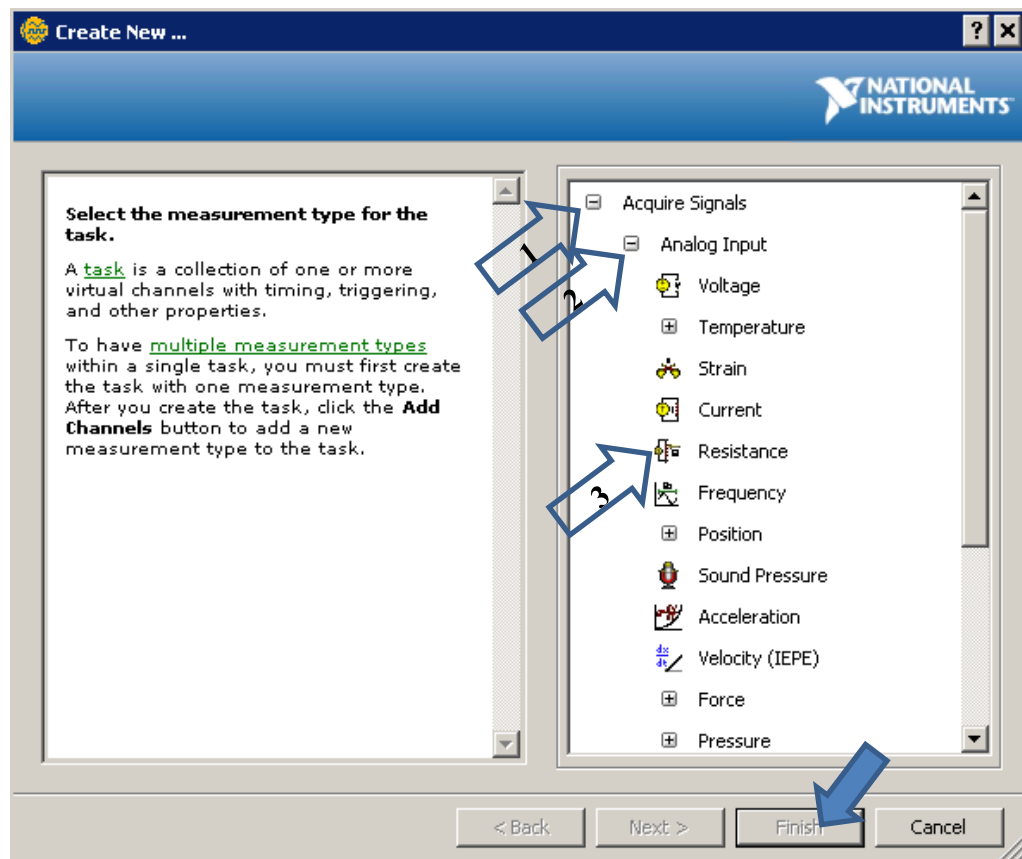 Create New ...
NATIONAL
INSTRUMENTS
Select the measurement type for the
task.
A task is a collection of one or more
virtual channels with timing, triggering,
and other properties.
To have multiple measurement types
within a single task, you must first create
the task with one measurement type.
After you create the task, click the Add
Channels button to add a new
measurement type to the task.
Acquire Signals
Analog Input
Voltage
Temperature
Strain
Current
Resistance
Frequency
Position
Sound Pressure
Acceleration
Velocity (IEPE)
Force
Pressure
1
2
3
< Back
Next >
Finish
Cancel